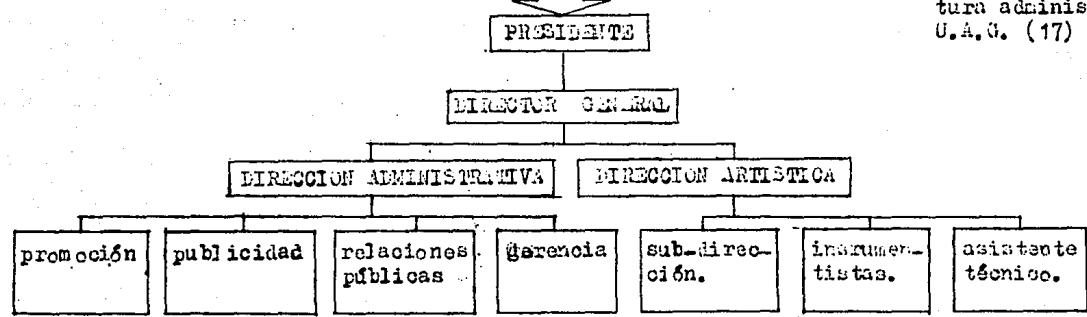 tura adminis
U.A.G. (17)
PRESIDENTE
DIRECTOR GENERAL
DIRECCION ADMINISTRATIVA
DIRECCION ARTISTICA
promoción
publicidad
relaciones
públicas
gerencia
sub-direc-
ción.
instrumen-
tistas.
asistente
técnico.